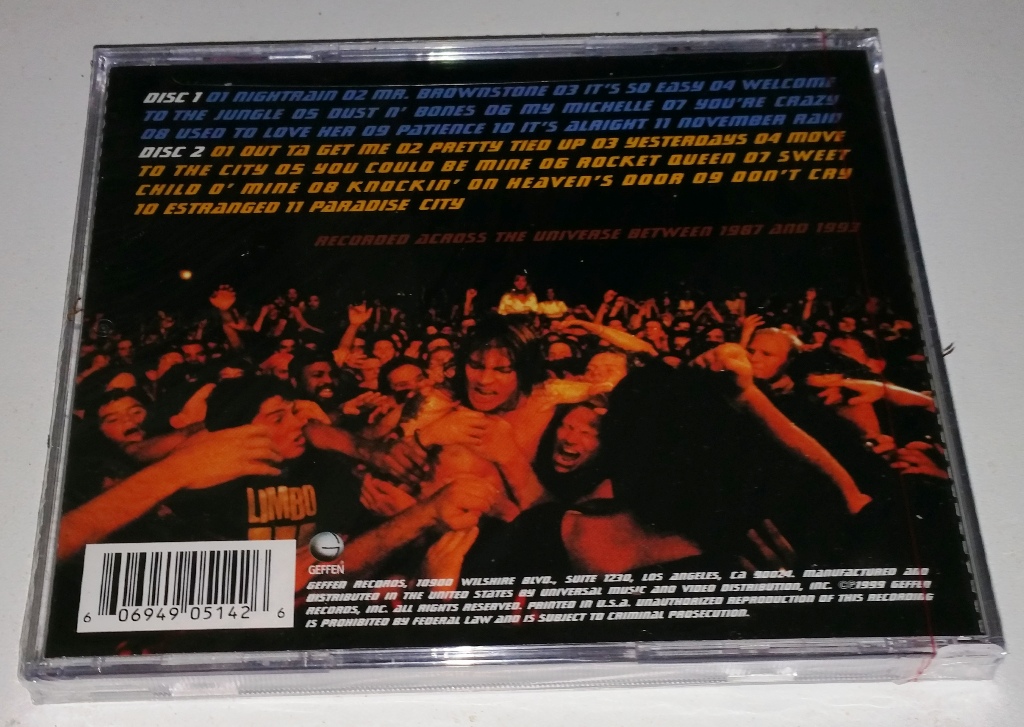 DISC 1 01 NIGHTRAIN 02 MR. BROWNSTONE 03 IT'S SO EASY 04 WELCOME
TO THE JUNGLE 05 DUST N' BONES 06 MY MICHELLE 07 YOU'RE CRAZY
08 USED TO LOVE HER 09 PATIENCE 10 IT'S ALRIGHT 11 NOVEMBER RAIN
DISC 2 01 OUT TA GET ME 02 PRETTY TIED UP 03 YESTERDAYS 04 MOVE
TO THE CITY 05 YOU COULD BE MINE 06 ROCKET QUEEN 07 SWEET
CHILD O' MINE 08 KNOCKIN' ON HEAVEN'S DOOR 09 DON'T CRY
10 ESTRANGED 11 PARADISE CITY
RECORDED ACROSS THE UNIVERSE BETWEEN 1987 AND 1993
LIMBO
GEFFEN
GEFFEN RECORDS, 10900 WILSHIRE BLVD., SUITE 1230, LOS ANGELES, CA 90024. MANUFACTURED AND
DISTRIBUTED IN THE UNITED STATES BY UNIVERSAL MUSIC AND VIDEO DISTRIBUTION, INC. ©℗1999 GEFFEN
RECORDS, INC. ALL RIGHTS RESERVED. PRINTED IN U.S.A. UNAUTHORIZED REPRODUCTION OF THIS RECORDING
IS PROHIBITED BY FEDERAL LAW AND IS SUBJECT TO CRIMINAL PROSECUTION.
6 06949 05142 6